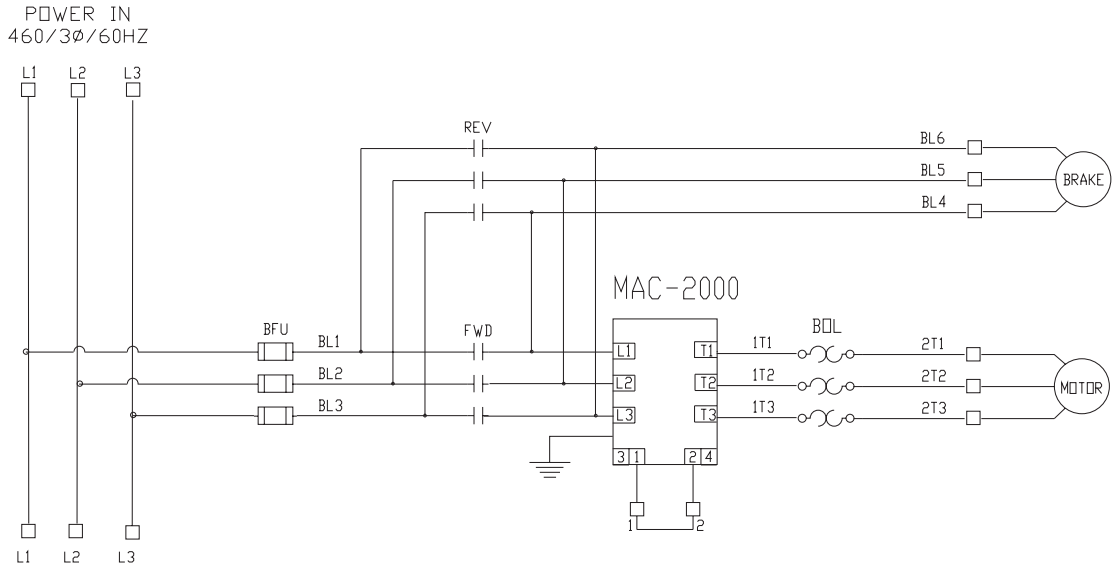 POWER IN
460/3Ø/60HZ
L1 L2 L3
REV
BL6
BL5
BRAKE
BL4
MAC-2000
BFU
BL1
FWD
BOL
L1 T1 1T1 2T1
BL2
L2 T2 1T2 2T2
MOTOR
BL3
L3 T3 1T3 2T3
3 1 2 4
1 2
L1 L2 L3